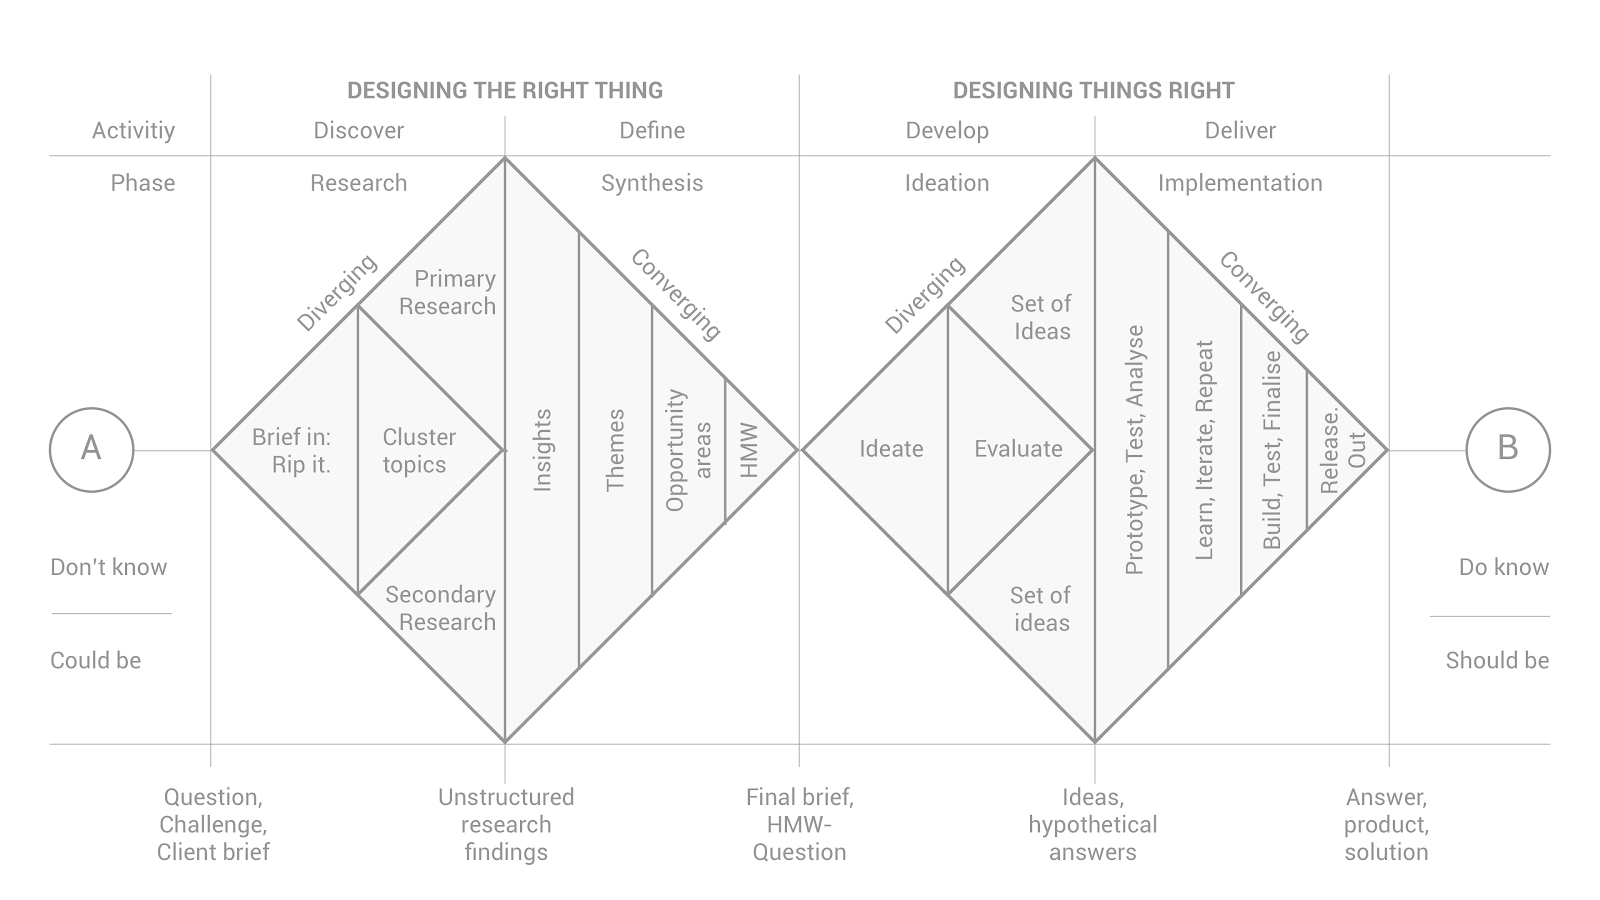 DESIGNING THE RIGHT THING
DESIGNING THINGS RIGHT
Activitiy
Discover
Define
Develop
Deliver
Phase
Research
Synthesis
Ideation
Implementation
Diverging
Converging
Diverging
Converging
Primary
Research
Set of
Ideas
A
Brief in:
Rip it.
Cluster
topics
Insights
Themes
Opportunity
areas
HMW
Ideate
Evaluate
Prototype, Test, Analyse
Learn, Iterate, Repeat
Build, Test, Finalise
Release.
Out
B
Don't know
Could be
Secondary
Research
Set of
ideas
Do know
Should be
Question,
Challenge,
Client brief
Unstructured
research
findings
Final brief,
HMW-
Question
Ideas,
hypothetical
answers
Answer,
product,
solution